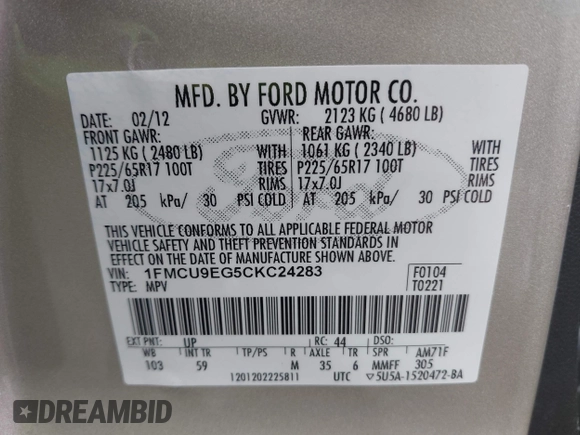 MFD. BY FORD MOTOR CO.
DATE: 02/12 GVWR: 2123 KG ( 4680 LB)
FRONT GAWR: REAR GAWR:
1125 KG ( 2480 LB) WITH 1061 KG ( 2340 LB) WITH
P225/65R17 100T TIRES P225/65R17 100T TIRES
17x7.0J RIMS 17x7.0J RIMS
AT 205 kPa/ 30 PSI COLD AT 205 kPa/ 30 PSI COLD
Ford
THIS VEHICLE CONFORMS TO ALL APPLICABLE FEDERAL MOTOR
VEHICLE SAFETY AND THEFT PREVENTION STANDARDS IN
EFFECT ON THE DATE OF MANUFACTURE SHOWN ABOVE.
VIN: 1FMCU9EG5CKC24283 F0104
TYPE: MPV T0221
EXT PNT: UP RC: 44 DSO:
WB INT TR TP/PS R AXLE TR SPR AM71F
103 59 M 35 6 MMFF 305
1201202225811 UTC ▽5U5A-1520472-BA
DREAMBID DREAMBID